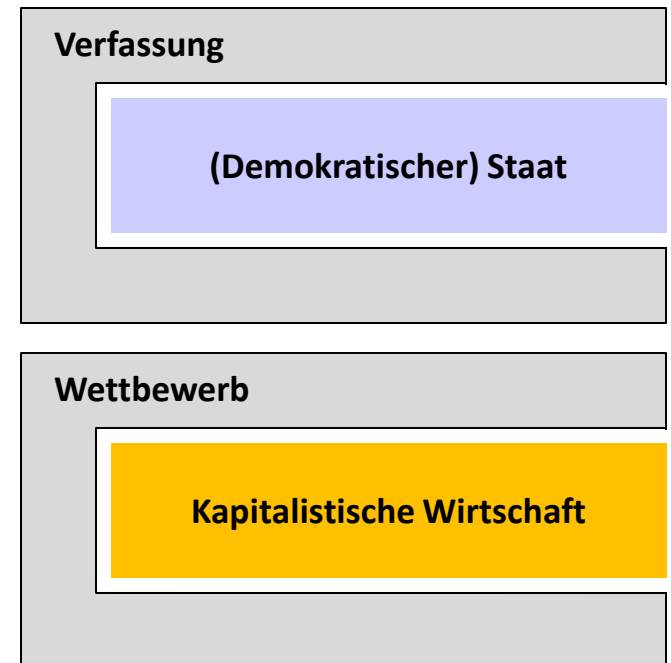 Verfassung
(Demokratischer) Staat
Wettbewerb
Kapitalistische Wirtschaft